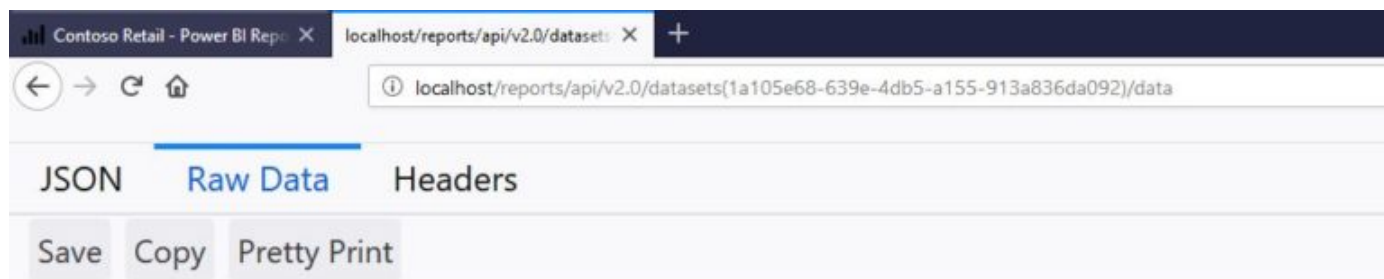 Contoso Retail - Power BI Repo localhost/reports/api/v2.0/datasets
localhost/reports/api/v2.0/datasets(1a105e68-639e-4db5-a155-913a836da092)/data
JSON Raw Data Headers
Save Copy Pretty Print